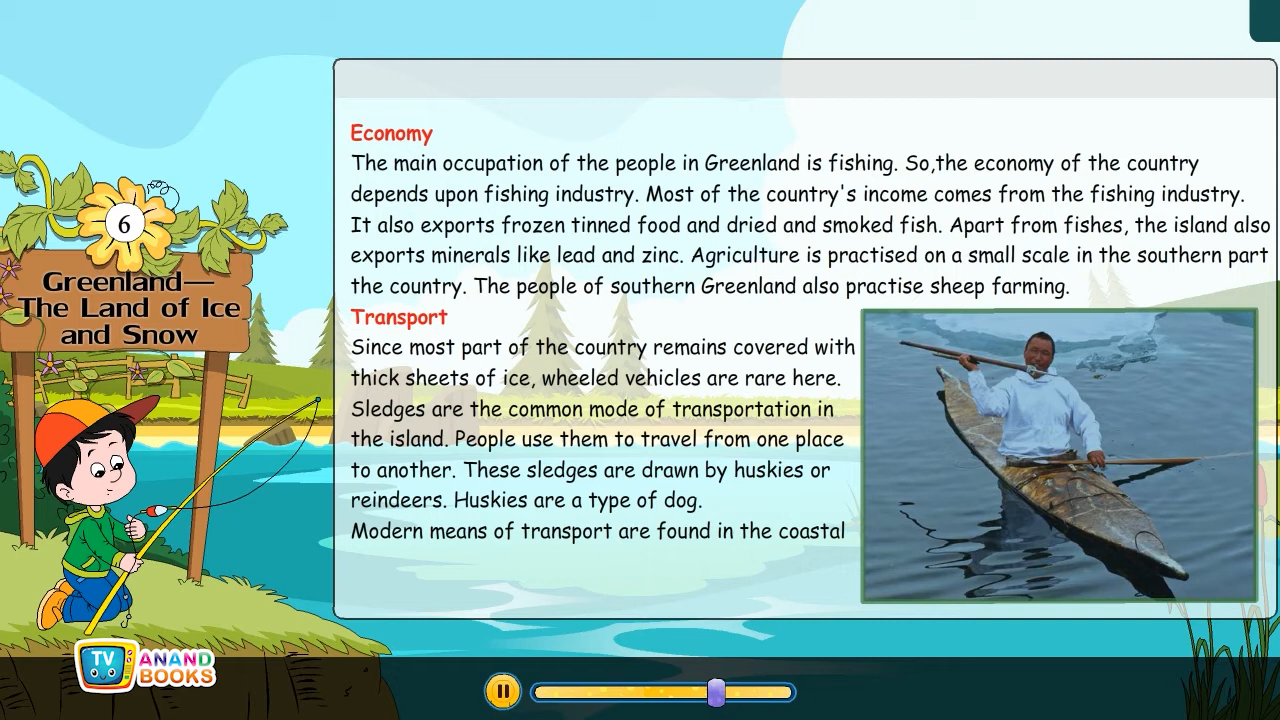 6
Greenland—
The Land of Ice
and Snow
Economy
The main occupation of the people in Greenland is fishing. So,the economy of the country
depends upon fishing industry. Most of the country's income comes from the fishing industry.
It also exports frozen tinned food and dried and smoked fish. Apart from fishes, the island also
exports minerals like lead and zinc. Agriculture is practised on a small scale in the southern part
the country. The people of southern Greenland also practise sheep farming.
Transport
Since most part of the country remains covered with
thick sheets of ice, wheeled vehicles are rare here.
Sledges are the common mode of transportation in
the island. People use them to travel from one place
to another. These sledges are drawn by huskies or
reindeers. Huskies are a type of dog.
Modern means of transport are found in the coastal
TV ANAND
BOOKS